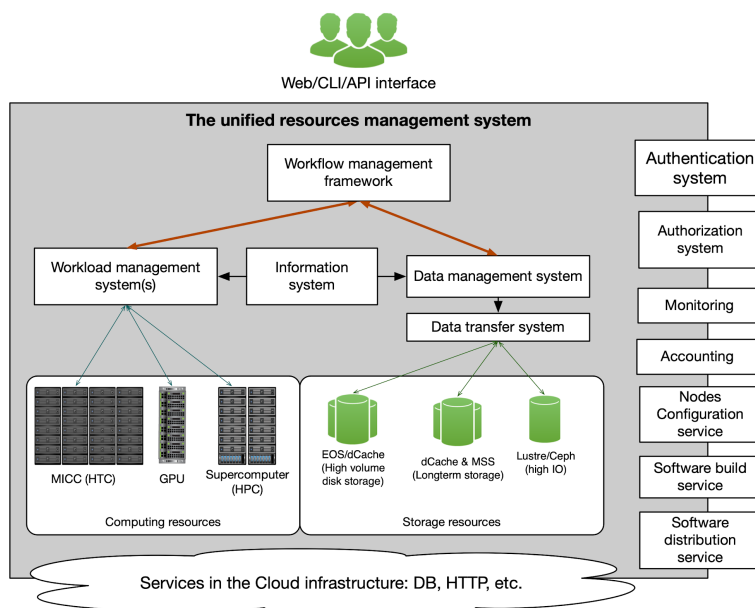 Web/CLI/API interface
The unified resources management system
Workflow management
framework
Authentication
system
Authorization
system
Workload management
system(s)
Information
system
Data management system
Monitoring
Data transfer system
Accounting
Nodes
Configuration
service
MICC (HTC)
GPU
Supercomputer
(HPC)
EOS/dCache
(High volume
disk storage)
dCache & MSS
(Longterm storage)
Lustre/Ceph
(high IO)
Software build
service
Computing resources
Storage resources
Software
distribution
service
Services in the Cloud infrastructure: DB, HTTP, etc.